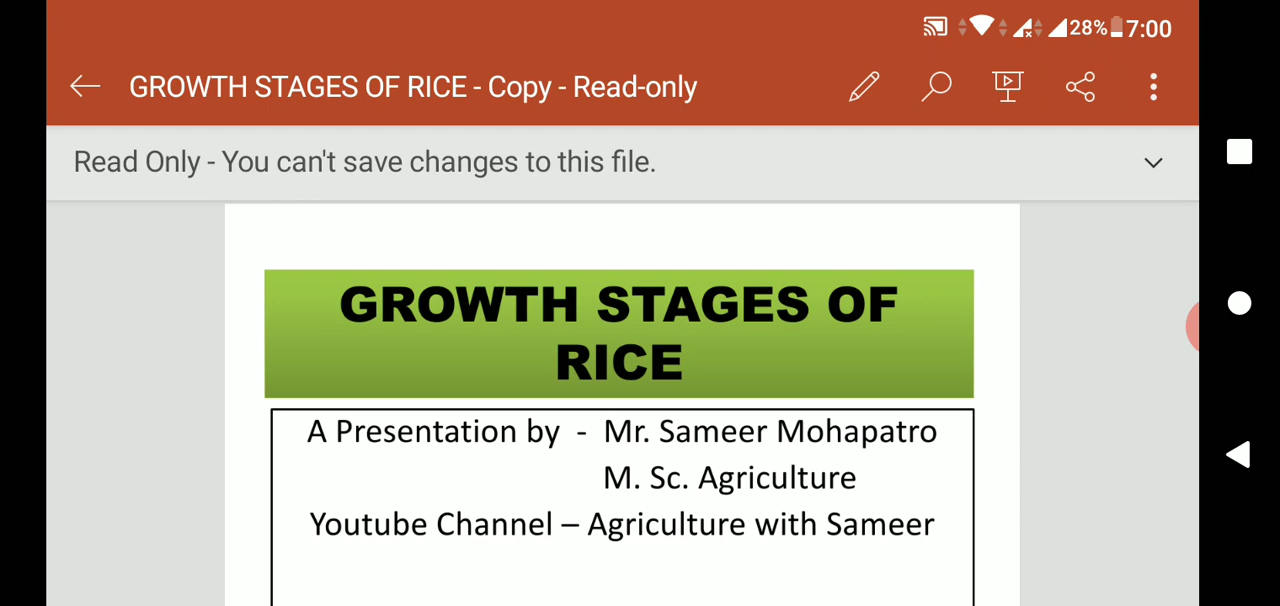 28% 7:00
GROWTH STAGES OF RICE - Copy - Read-only
Read Only - You can't save changes to this file.
GROWTH STAGES OF
RICE
A Presentation by - Mr. Sameer Mohapatro
M. Sc. Agriculture
Youtube Channel – Agriculture with Sameer